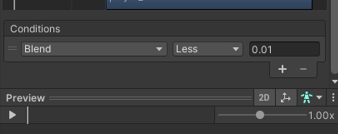 Conditions
Blend Less 0.01
Preview 2D
1.00x